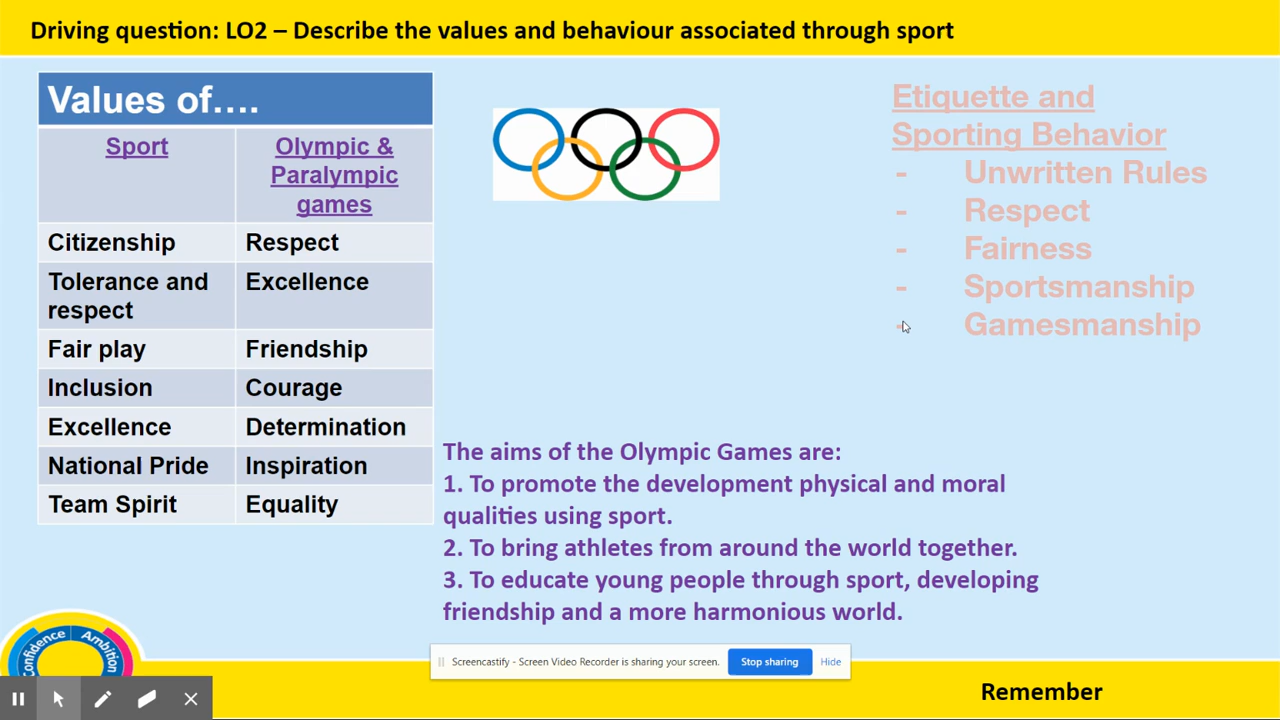 Driving question: LO2 – Describe the values and behaviour associated through sport
Values of....
Sport
Olympic &
Paralympic
games
Citizenship
Respect
Tolerance and
respect
Excellence
Fair play
Friendship
Inclusion
Courage
Excellence
Determination
National Pride
Inspiration
Team Spirit
Equality
Etiquette and
Sporting Behavior
- Unwritten Rules
- Respect
- Fairness
- Sportsmanship
- Gamesmanship
The aims of the Olympic Games are:
1. To promote the development physical and moral
qualities using sport.
2. To bring athletes from around the world together.
3. To educate young people through sport, developing
friendship and a more harmonious world.
Confidence Ambition
Screencastify - Screen Video Recorder is sharing your screen. Stop sharing Hide
Remember